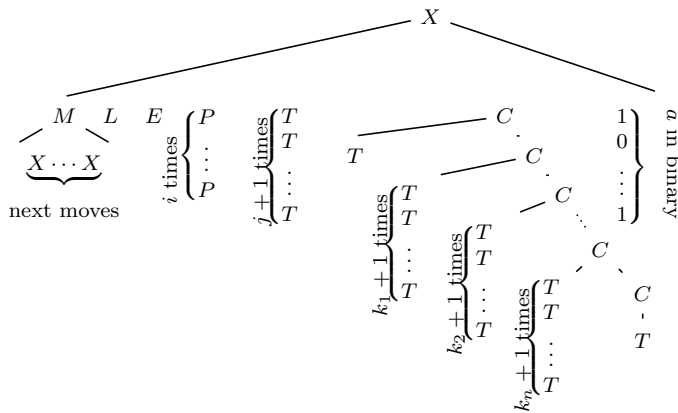 X
M L E P T C 1
i times
⋯
P
j + 1 times
T
⋯
T
T
C
0
⋯
1
a in binary
X ⋯ X
next moves
C
k₁ + 1 times
T
T
⋯
T
k₂ + 1 times
T
T
⋯
T
C
kₙ + 1 times
T
T
⋯
T
C
T